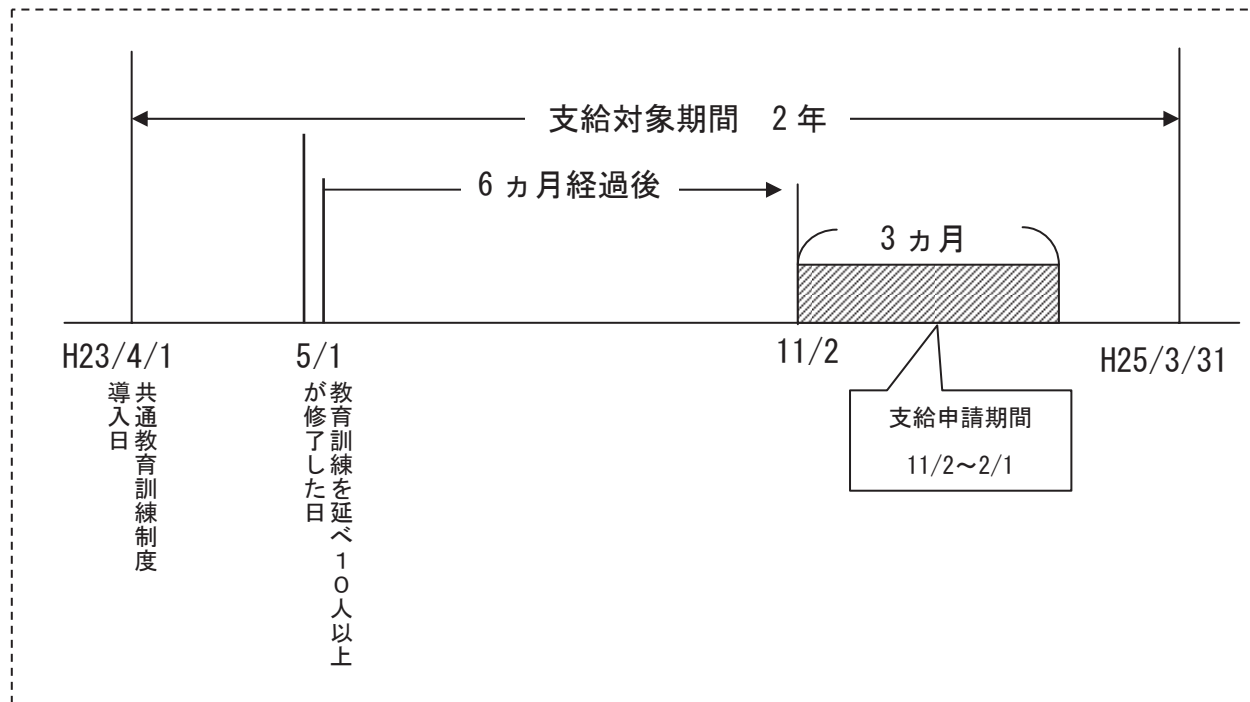 支給対象期間　2年
6ヵ月経過後
3ヵ月
H23/4/1
5/1
11/2
H25/3/31
共通教育訓練制度
導入日
教育訓練を延べ10人以上
が修了した日
支給申請期間
11/2～2/1